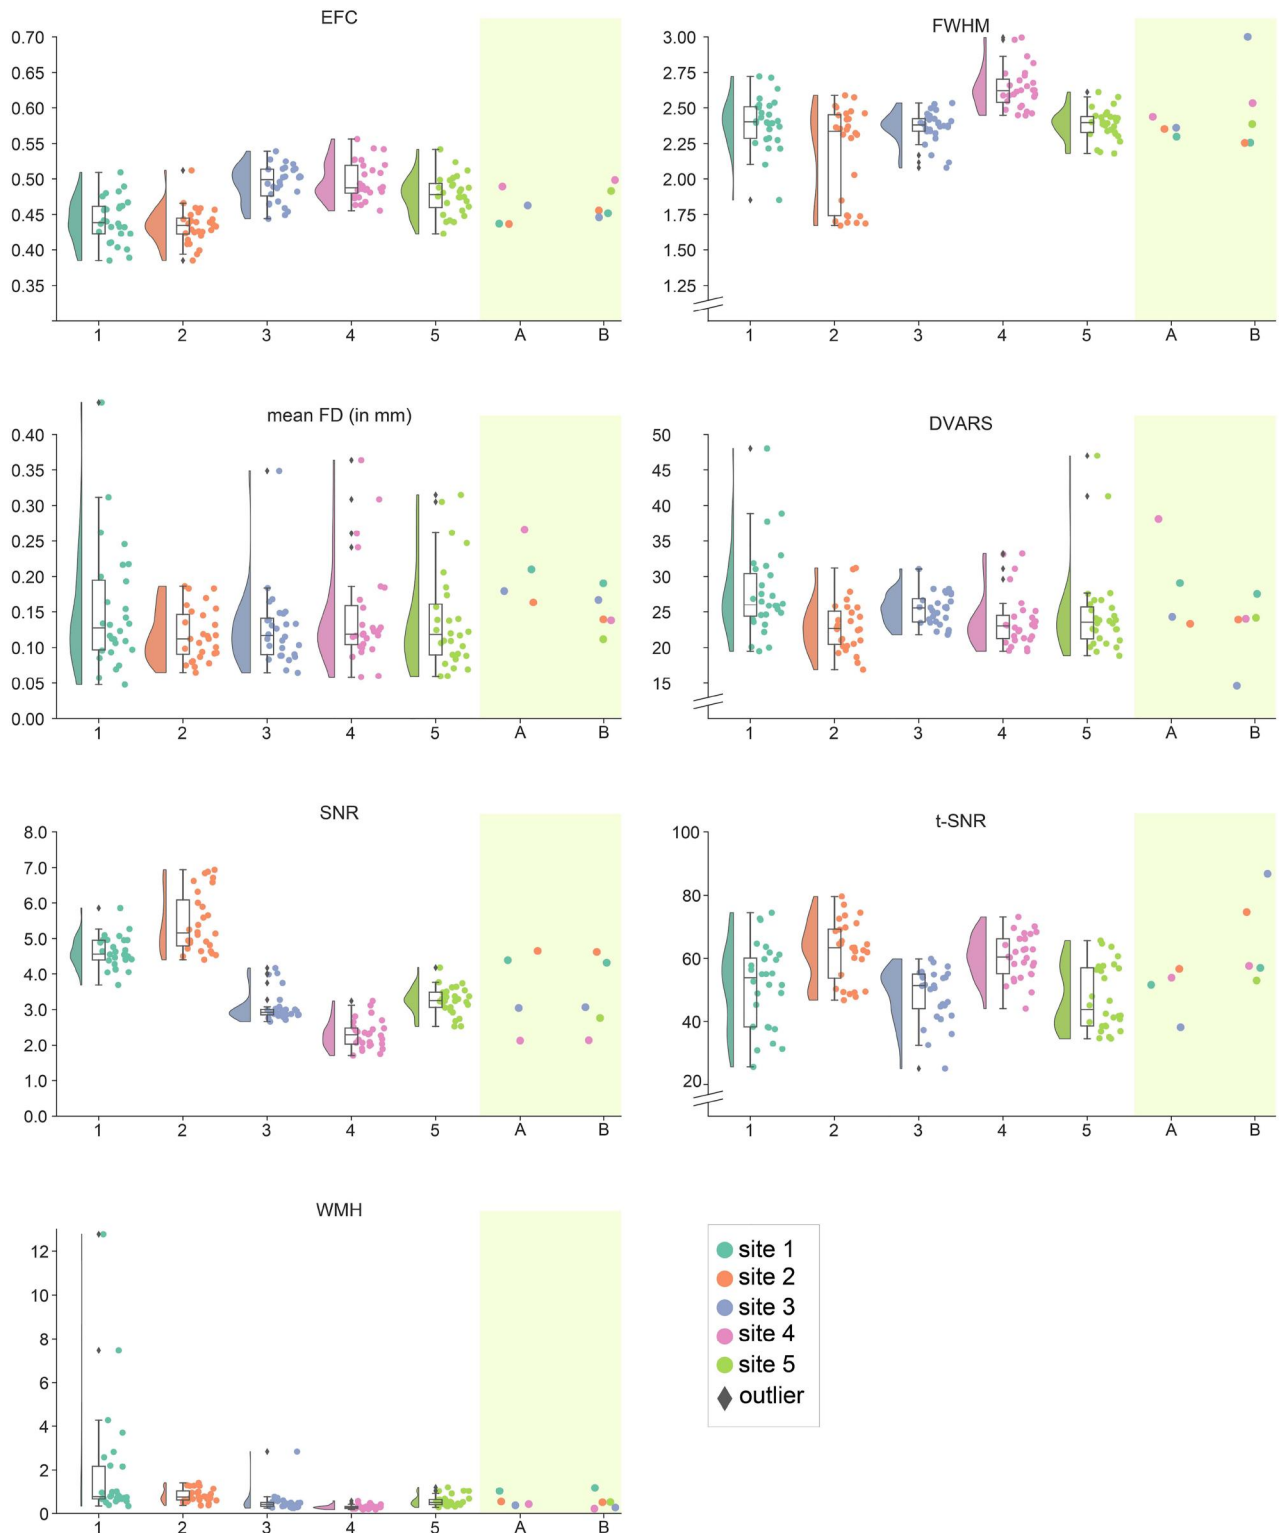 EFC
0.70
0.65
0.60
0.55
0.50
0.45
0.40
0.35
1 2 3 4 5 A B
FWHM
3.00
2.75
2.50
2.25
2.00
1.75
1.50
1.25
1 2 3 4 5 A B
mean FD (in mm)
0.40
0.35
0.30
0.25
0.20
0.15
0.10
0.05
0.00
1 2 3 4 5 A B
DVARS
50
45
40
35
30
25
20
15
1 2 3 4 5 A B
SNR
8.0
7.0
6.0
5.0
4.0
3.0
2.0
1.0
0.0
1 2 3 4 5 A B
t-SNR
100
80
60
40
20
1 2 3 4 5 A B
WMH
12
10
8
6
4
2
0
1 2 3 4 5 A B
site 1
site 2
site 3
site 4
site 5
outlier